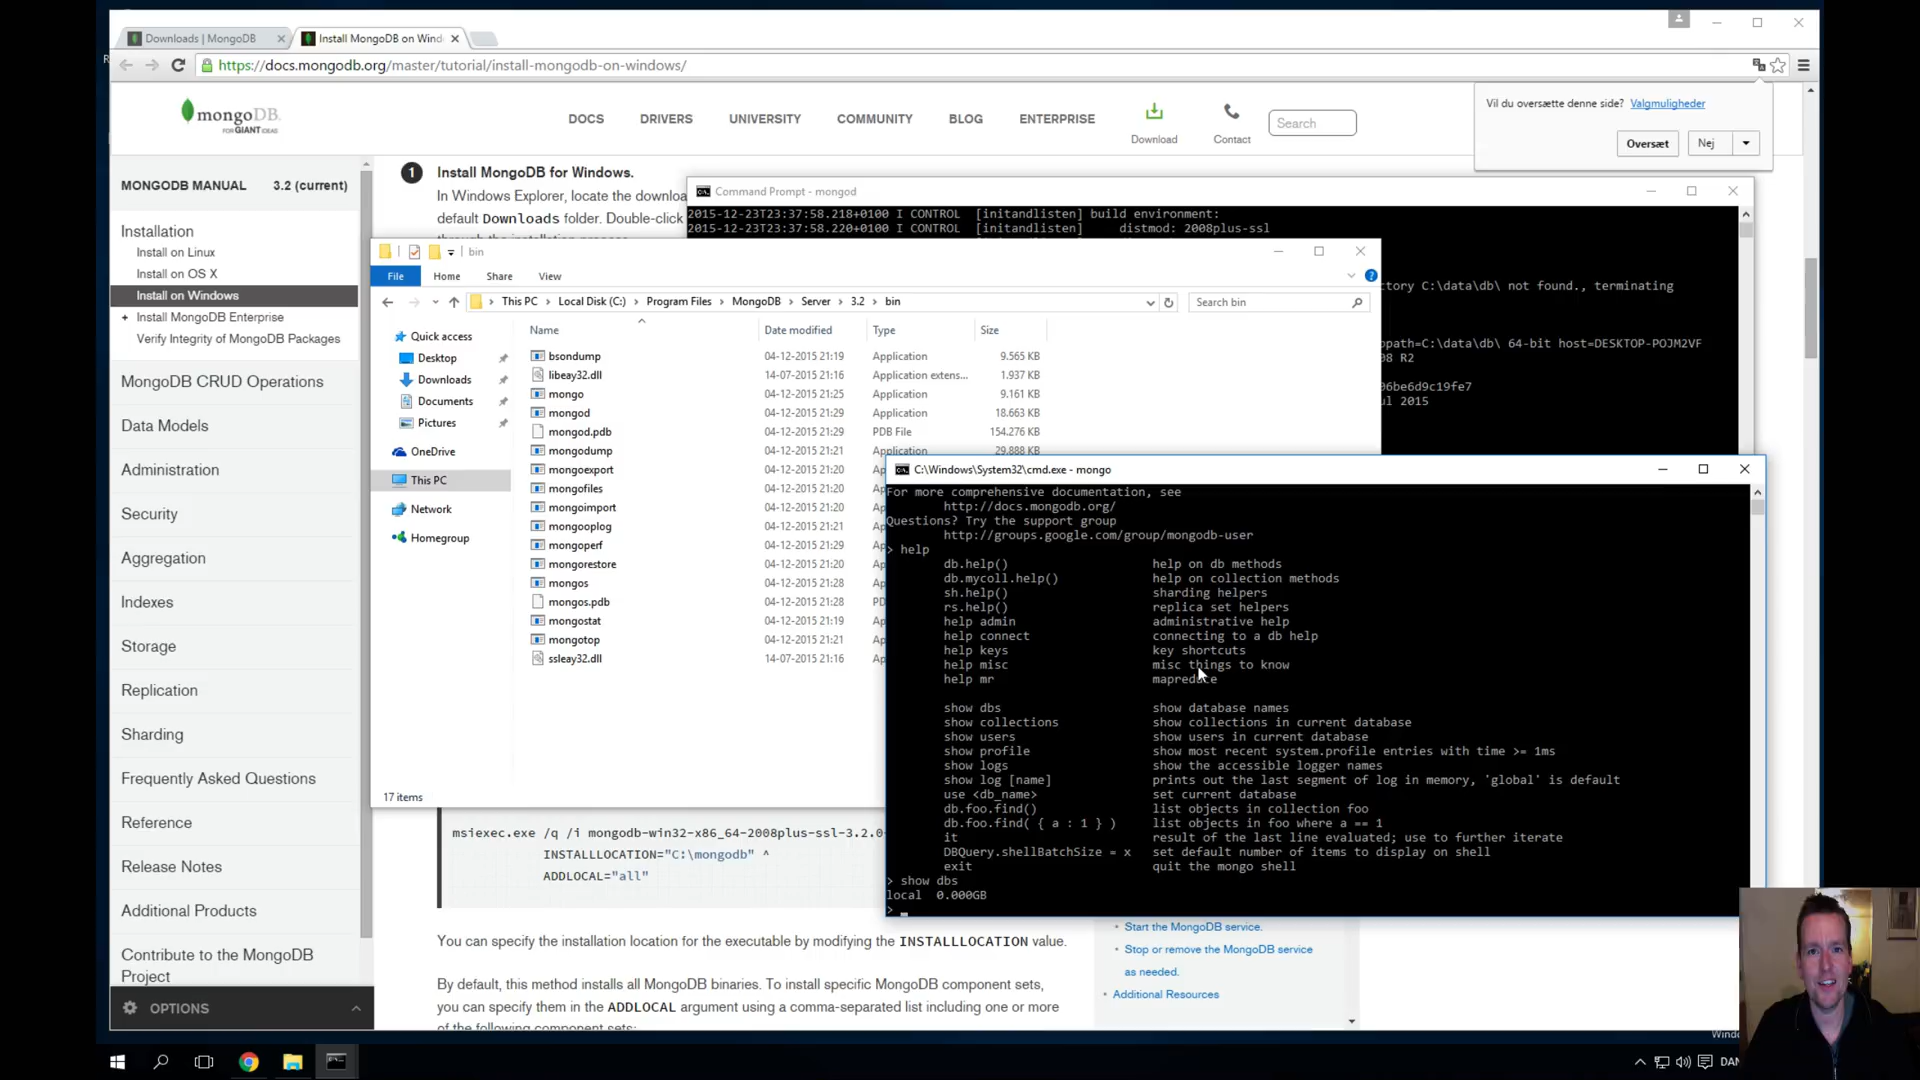 Downloads | MongoDB
Install MongoDB on Wind
https://docs.mongodb.org/master/tutorial/install-mongodb-on-windows/
mongoDB
FOR GIANT IDEAS
DOCS
DRIVERS
UNIVERSITY
COMMUNITY
BLOG
ENTERPRISE
Download
Contact
Search
Vil du oversætte denne side? Valgmuligheder
Oversæt
Nej
MONGODB MANUAL 3.2 (current)
Installation
Install on Linux
Install on OS X
Install on Windows
+ Install MongoDB Enterprise
Verify Integrity of MongoDB Packages
MongoDB CRUD Operations
Data Models
Administration
Security
Aggregation
Indexes
Storage
Replication
Sharding
Frequently Asked Questions
Reference
Release Notes
Additional Products
Contribute to the MongoDB
Project
OPTIONS
1 Install MongoDB for Windows.
In Windows Explorer, locate the downloa
default Downloads folder. Double-click
Command Prompt - mongod
2015-12-23T23:37:58.218+0100 I CONTROL [initandlisten] build environment:
2015-12-23T23:37:58.220+0100 I CONTROL [initandlisten] distmod: 2008plus-ssl
tory C:\data\db\ not found., terminating
opath=C:\data\db\ 64-bit host=DESKTOP-POJM2VF
08 R2
06be6d9c19fe7
ul 2015
bin
File
Home
Share
View
This PC > Local Disk (C:) > Program Files > MongoDB > Server > 3.2 > bin
Search bin
Quick access
Desktop
Downloads
Documents
Pictures
OneDrive
This PC
Network
Homegroup
Name Date modified Type Size
bsondump 04-12-2015 21:19 Application 9.565 KB
libeay32.dll 14-07-2015 21:16 Application extens... 1.937 KB
mongo 04-12-2015 21:25 Application 9.161 KB
mongod 04-12-2015 21:29 Application 18.663 KB
mongod.pdb 04-12-2015 21:29 PDB File 154.276 KB
mongodump 04-12-2015 21:21 Application 29.888 KB
mongoexport 04-12-2015 21:20 Ap
mongofiles 04-12-2015 21:20 Ap
mongoimport 04-12-2015 21:20 Ap
mongooplog 04-12-2015 21:21 Ap
mongoperf 04-12-2015 21:29 Ap
mongorestore 04-12-2015 21:20 Ap
mongos 04-12-2015 21:28 Ap
mongos.pdb 04-12-2015 21:28 PD
mongostat 04-12-2015 21:19 Ap
mongotop 04-12-2015 21:21 Ap
ssleay32.dll 14-07-2015 21:16 Ap
17 items
C:\Windows\System32\cmd.exe - mongo
For more comprehensive documentation, see
http://docs.mongodb.org/
Questions? Try the support group
http://groups.google.com/group/mongodb-user
> help
db.help() help on db methods
db.mycoll.help() help on collection methods
sh.help() sharding helpers
rs.help() replica set helpers
help admin administrative help
help connect connecting to a db help
help keys key shortcuts
help misc misc things to know
help mr mapreduce
show dbs show database names
show collections show collections in current database
show users show users in current database
show profile show most recent system.profile entries with time >= 1ms
show logs show the accessible logger names
show log [name] prints out the last segment of log in memory, 'global' is default
use <db_name> set current database
db.foo.find() list objects in collection foo
db.foo.find( { a : 1 } ) list objects in foo where a == 1
it result of the last line evaluated; use to further iterate
DBQuery.shellBatchSize = x set default number of items to display on shell
exit quit the mongo shell
> show dbs
local 0.000GB
>
msiexec.exe /q /i mongodb-win32-x86_64-2008plus-ssl-3.2.0
INSTALLLOCATION="C:\mongodb" ^
ADDLOCAL="all"
You can specify the installation location for the executable by modifying the INSTALLLOCATION value.
By default, this method installs all MongoDB binaries. To install specific MongoDB component sets,
you can specify them in the ADDLOCAL argument using a comma-separated list including one or more
of the following component sets:
Start the MongoDB service.
Stop or remove the MongoDB service
as needed.
Additional Resources
Windo
DAN